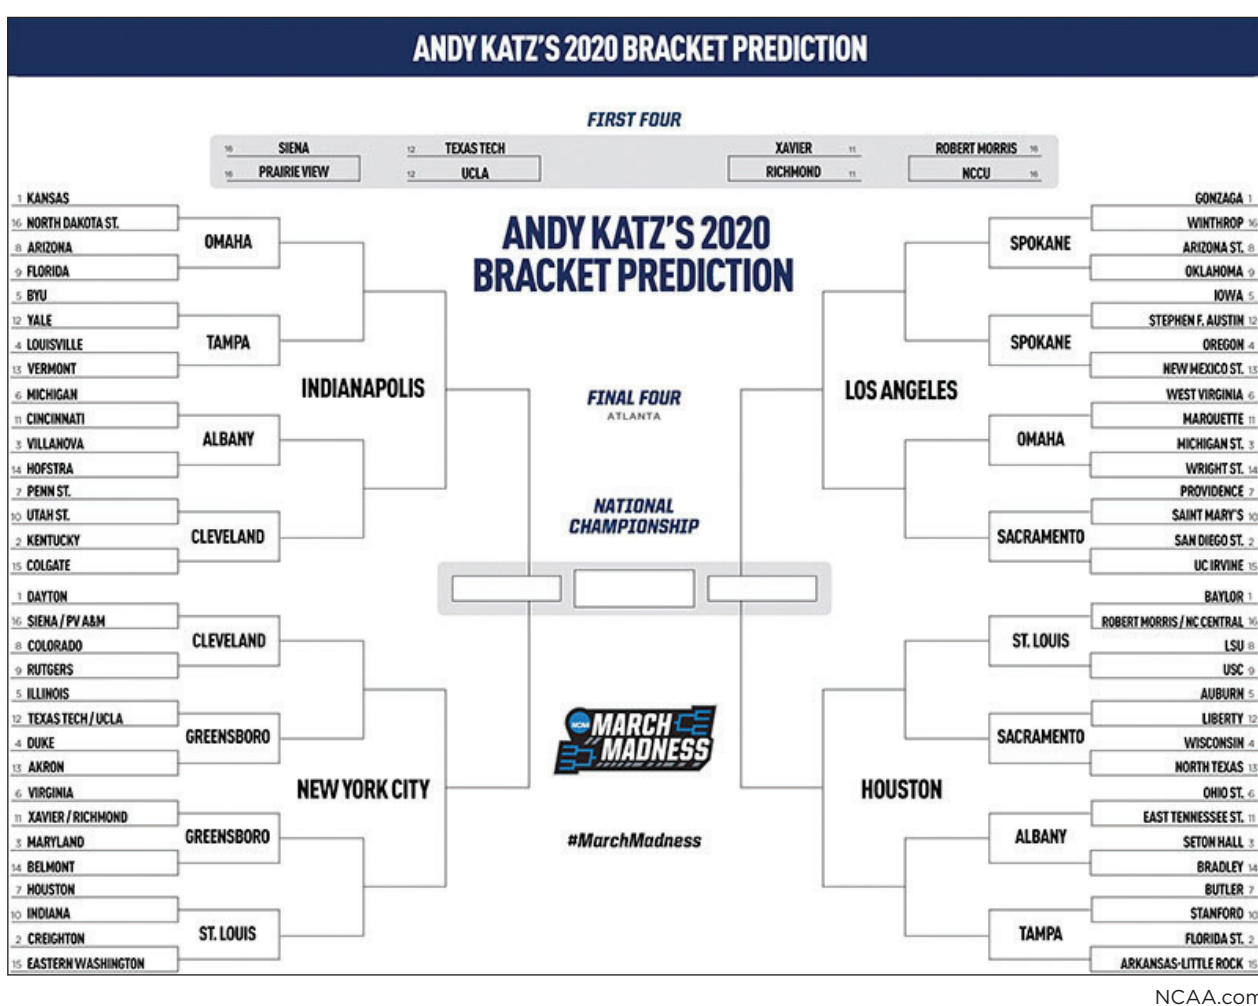 ANDY KATZ'S 2020 BRACKET PREDICTION
FIRST FOUR
16 SIENA
16 PRAIRIE VIEW
12 TEXAS TECH
12 UCLA
XAVIER 11
RICHMOND 11
ROBERT MORRIS 16
NCCU 16
ANDY KATZ'S 2020
BRACKET PREDICTION
1 KANSAS
16 NORTH DAKOTA ST.
8 ARIZONA
9 FLORIDA
5 BYU
12 YALE
4 LOUISVILLE
13 VERMONT
6 MICHIGAN
11 CINCINNATI
3 VILLANOVA
14 HOFSTRA
7 PENN ST.
10 UTAH ST.
2 KENTUCKY
15 COLGATE
OMAHA
TAMPA
ALBANY
CLEVELAND
INDIANAPOLIS
1 DAYTON
16 SIENA / PV A&M
8 COLORADO
9 RUTGERS
5 ILLINOIS
12 TEXAS TECH / UCLA
4 DUKE
13 AKRON
6 VIRGINIA
11 XAVIER / RICHMOND
3 MARYLAND
14 BELMONT
7 HOUSTON
10 INDIANA
2 CREIGHTON
15 EASTERN WASHINGTON
CLEVELAND
GREENSBORO
GREENSBORO
ST. LOUIS
NEW YORK CITY
FINAL FOUR
ATLANTA
NATIONAL
CHAMPIONSHIP
NCAA
MARCH
MADNESS
#MarchMadness
LOS ANGELES
SPOKANE
SPOKANE
OMAHA
SACRAMENTO
GONZAGA 1
WINTHROP 16
ARIZONA ST. 8
OKLAHOMA 9
IOWA 5
STEPHEN F. AUSTIN 12
OREGON 4
NEW MEXICO ST. 13
WEST VIRGINIA 6
MARQUETTE 11
MICHIGAN ST. 3
WRIGHT ST. 14
PROVIDENCE 7
SAINT MARY'S 10
SAN DIEGO ST. 2
UC IRVINE 15
HOUSTON
ST. LOUIS
SACRAMENTO
ALBANY
TAMPA
BAYLOR 1
ROBERT MORRIS / NC CENTRAL 16
LSU 8
USC 9
AUBURN 5
LIBERTY 12
WISCONSIN 4
NORTH TEXAS 13
OHIO ST. 6
EAST TENNESSEE ST. 11
SETON HALL 3
BRADLEY 14
BUTLER 7
STANFORD 10
FLORIDA ST. 2
ARKANSAS-LITTLE ROCK 15
NCAA.com